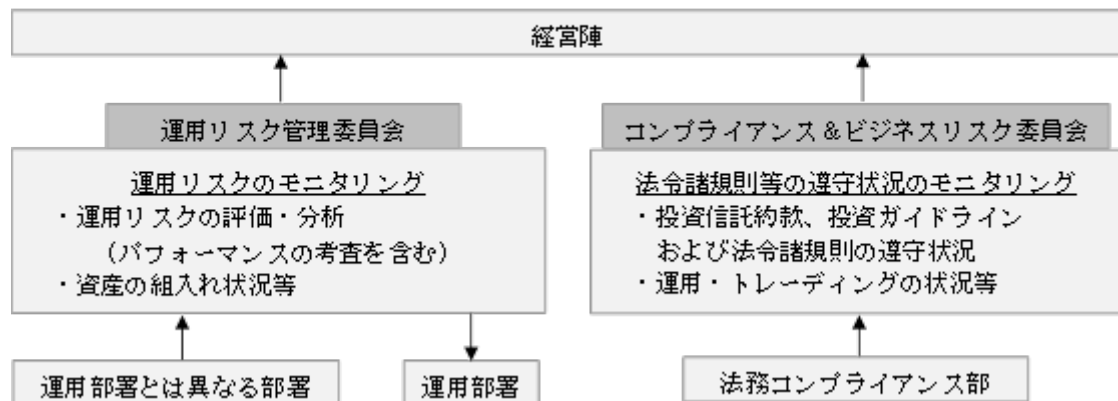 経営陣
運用リスク管理委員会
運用リスクのモニタリング
・運用リスクの評価・分析
（パフォーマンスの考査を含む）
・資産の組入れ状況等
運用部署とは異なる部署
運用部署
コンプライアンス＆ビジネスリスク委員会
法令諸規則等の遵守状況のモニタリング
・投資信託約款、投資ガイドライン
および法令諸規則の遵守状況
・運用・トレーディングの状況等
法務コンプライアンス部